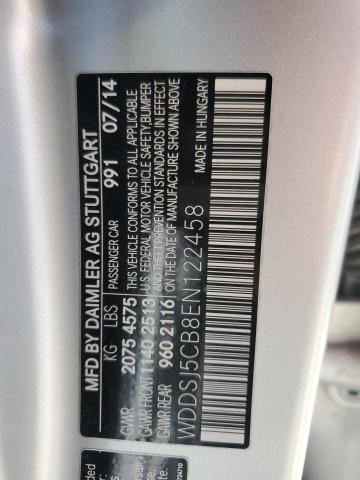 MFD BY DAIMLER AG STUTTGART
KG LBS PASSENGER CAR 991 07/14
GVWR 2075 4575 THIS VEHICLE CONFORMS TO ALL APPLICABLE
GAWR FRONT 1140 2513 U.S. FEDERAL MOTOR VEHICLE SAFETY, BUMPER
GAWR REAR 960 2116 AND THEFT PREVENTION STANDARDS IN EFFECT
ON THE DATE OF MANUFACTURE SHOWN ABOVE
WDDSJ5CB8EN122458 MADE IN HUNGARY